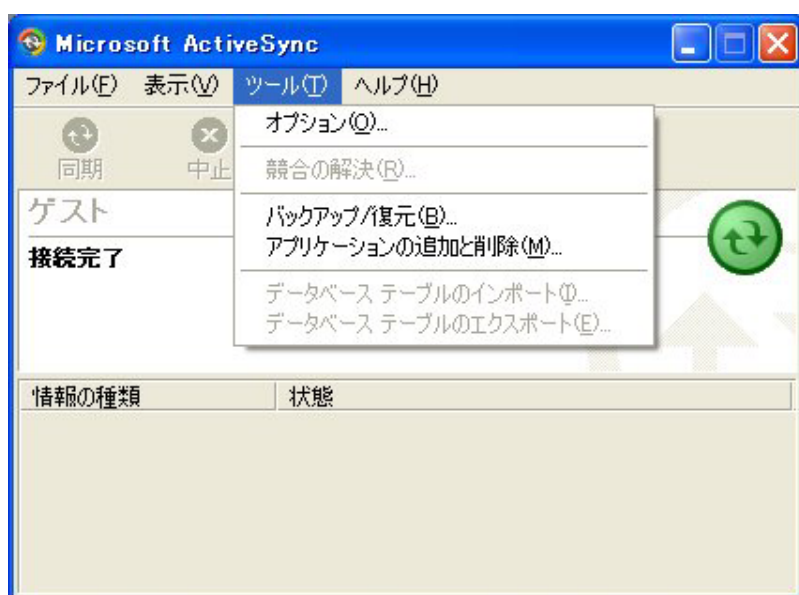 Microsoft ActiveSync
ファイル(F) 表示(V) ツール(T) ヘルプ(H)
同期 中止
オプション(O)...
競合の解決(R)...
バックアップ/復元(B)...
アプリケーションの追加と削除(M)...
データベース テーブルのインポート(I)...
データベース テーブルのエクスポート(E)...
ゲスト
接続完了
情報の種類 状態